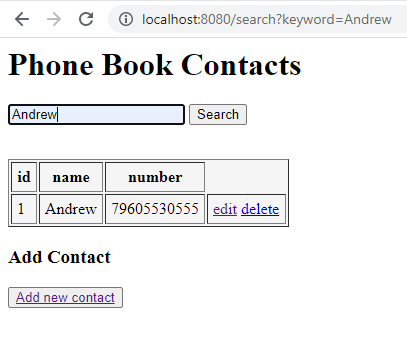 localhost:8080/search?keyword=Andrew
Phone Book Contacts
Andrew Search
id name number
1 Andrew 79605530555 edit delete
Add Contact
Add new contact